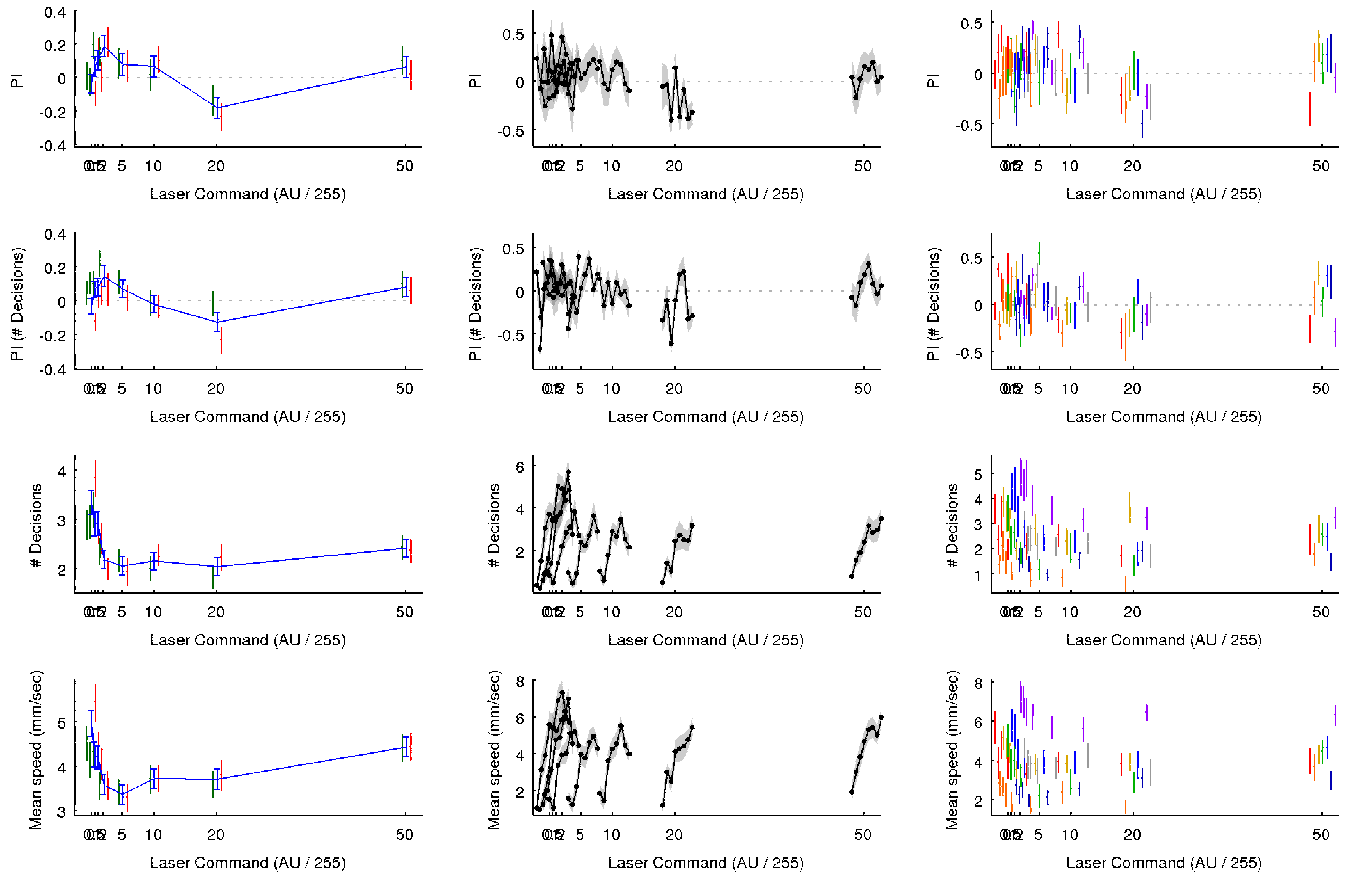 0.4 0.5 0.5
0.2
PI 0 PI 0 PI 0
-0.2
-0.4 -0.5 -0.5
5 10 20 50 5 10 20 50 5 10 20 50
Laser Command (AU / 255) Laser Command (AU / 255) Laser Command (AU / 255)
0.4 0.5 0.5
0.2
PI (# Decisions) 0 PI (# Decisions) 0 PI (# Decisions) 0
-0.2
-0.4 -0.5 -0.5
5 10 20 50 5 10 20 50 5 10 20 50
Laser Command (AU / 255) Laser Command (AU / 255) Laser Command (AU / 255)
4 6 5
# Decisions 3 # Decisions 4 # Decisions 4
3
2 2 2
1
5 10 20 50 5 10 20 50 5 10 20 50
Laser Command (AU / 255) Laser Command (AU / 255) Laser Command (AU / 255)
8 8
Mean speed (mm/sec) 5 Mean speed (mm/sec) 6 Mean speed (mm/sec) 6
4 4 4
3 2 2
5 10 20 50 5 10 20 50 5 10 20 50
Laser Command (AU / 255) Laser Command (AU / 255) Laser Command (AU / 255)